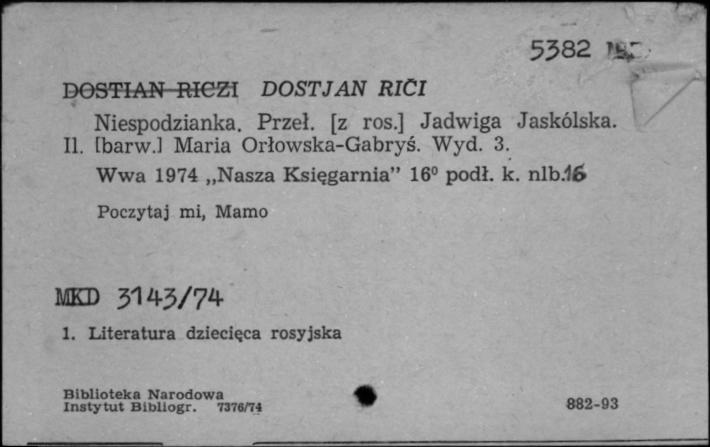 5382
DOSTIAN RICZI DOSTJAN RIČI
Niespodzianka. Przeł. [z ros.] Jadwiga Jaskólska.
Il. [barw.] Maria Orłowska-Gabryś. Wyd. 3.
Wwa 1974 „Nasza Księgarnia” 16⁰ podł. k. nlb.16
Poczytaj mi, Mamo
MKD 3143/74
1. Literatura dziecięca rosyjska
Biblioteka Narodowa
Instytut Bibliogr. 7376/74
882-93